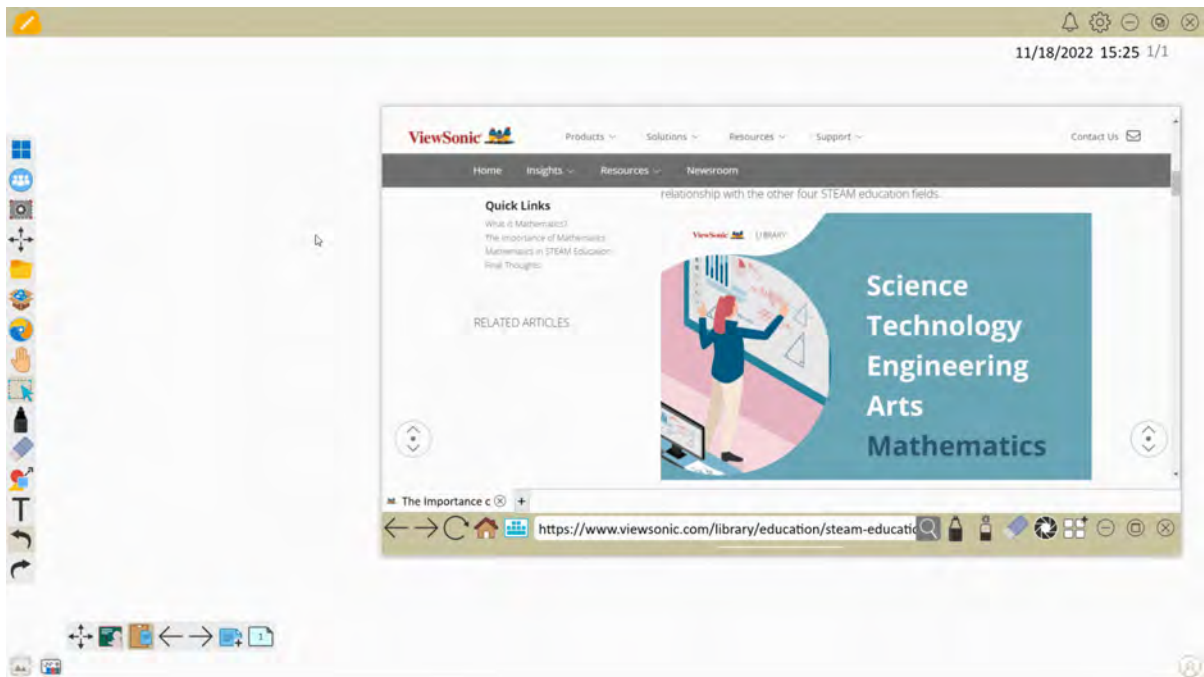 11/18/2022 15:25 1/1
ViewSonic
Products
Solutions
Resources
Support
Contact Us
Home
Insights
Resources
Newsroom
relationship with the other four STEAM education fields.
Quick Links
What is Mathematics?
The Importance of Mathematics
Mathematics in STEAM Education
Final Thoughts
RELATED ARTICLES
ViewSonic LIBRARY
Science
Technology
Engineering
Arts
Mathematics
The Importance c
https://www.viewsonic.com/library/education/steam-educatio
T
1